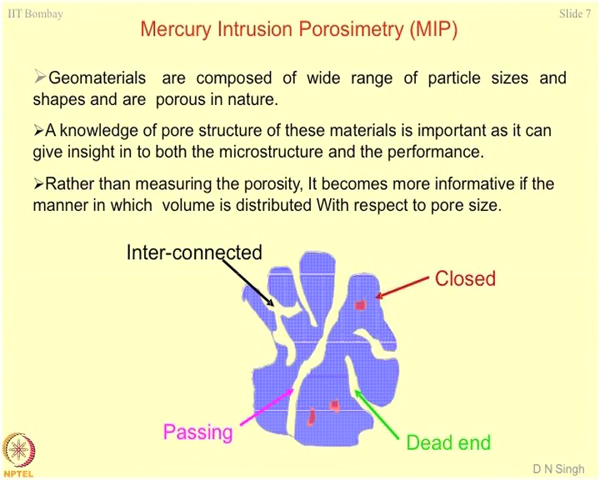 IIT Bombay
Slide 7
Mercury Intrusion Porosimetry (MIP)
➢Geomaterials are composed of wide range of particle sizes and
shapes and are porous in nature.
➢A knowledge of pore structure of these materials is important as it can
give insight in to both the microstructure and the performance.
➢Rather than measuring the porosity, It becomes more informative if the
manner in which volume is distributed With respect to pore size.
Inter-connected
Closed
Passing
Dead end
NPTEL
D N Singh